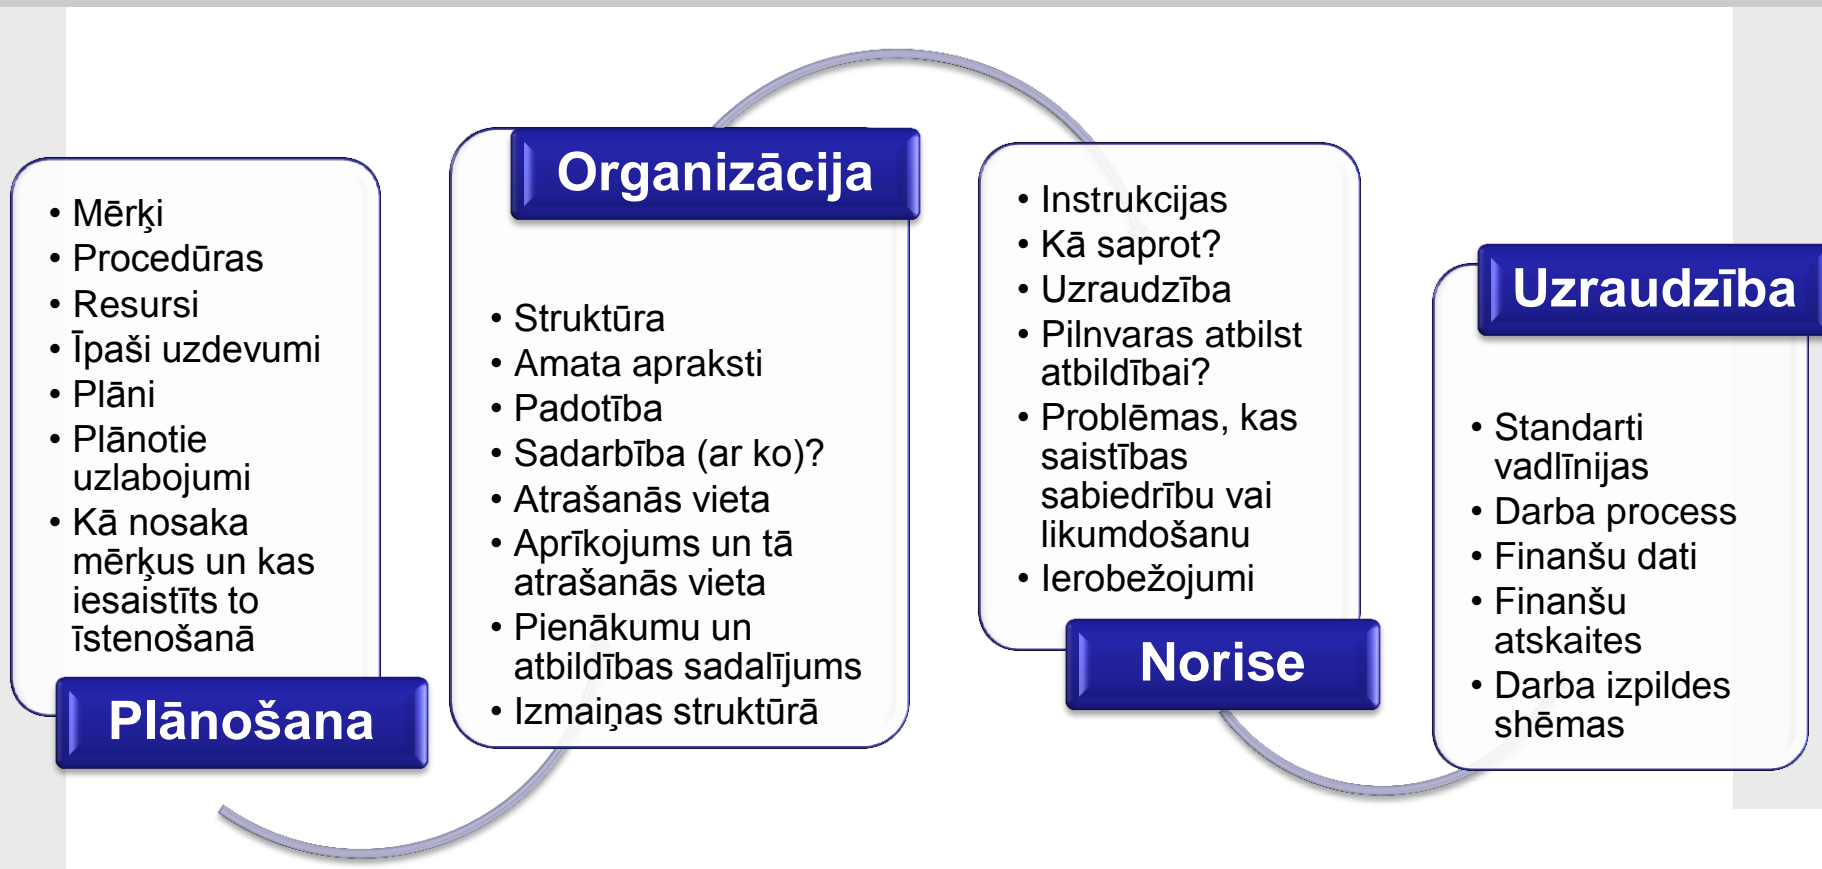 • Mērķi
• Procedūras
• Resursi
• Īpaši uzdevumi
• Plāni
• Plānotie
uzlabojumi
• Kā nosaka
mērķus un kas
iesaistīts to
īstenošanā
Plānošana
Organizācija
• Struktūra
• Amata apraksti
• Padotība
• Sadarbība (ar ko)?
• Atrašanās vieta
• Aprīkojums un tā
atrašanās vieta
• Pienākumu un
atbildības sadalījums
• Izmaiņas struktūrā
• Instrukcijas
• Kā saprot?
• Uzraudzība
• Pilnvaras atbilst
atbildībai?
• Problēmas, kas
saistības
sabiedrību vai
likumdošanu
• Ierobežojumi
Norise
Uzraudzība
• Standarti
vadlīnijas
• Darba process
• Finanšu dati
• Finanšu
atskaites
• Darba izpildes
shēmas